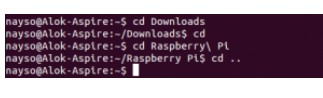 nayso@Alok-Aspire:~$ cd Downloads
nayso@Alok-Aspire:~/Downloads$ cd
nayso@Alok-Aspire:~$ cd Raspberry\ Pi
nayso@Alok-Aspire:~/Raspberry Pi$ cd ..
nayso@Alok-Aspire:~$